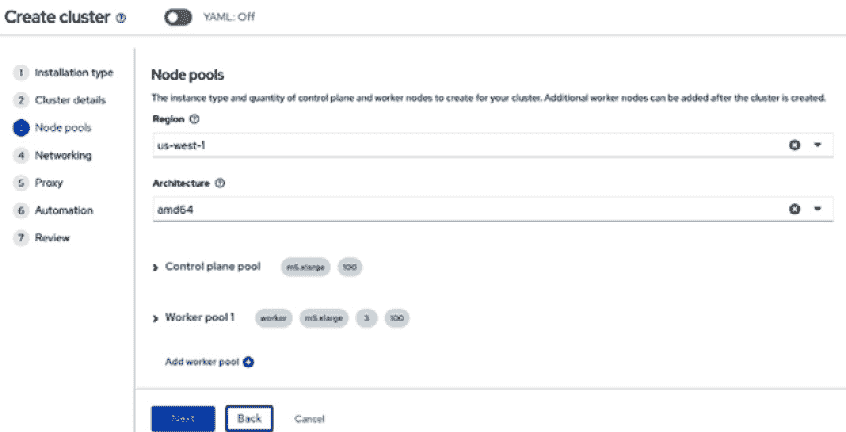 Create cluster
YAML: Off
1 Installation type
2 Cluster details
Node pools
4 Networking
5 Proxy
6 Automation
7 Review
Node pools
The instance type and quantity of control plane and worker nodes to create for your cluster. Additional worker nodes can be added after the cluster is created.
Region
us-west-1
Architecture
amd64
Control plane pool m5.xlarge 100
Worker pool 1 worker m5.xlarge 3 100
Add worker pool
Next Back Cancel